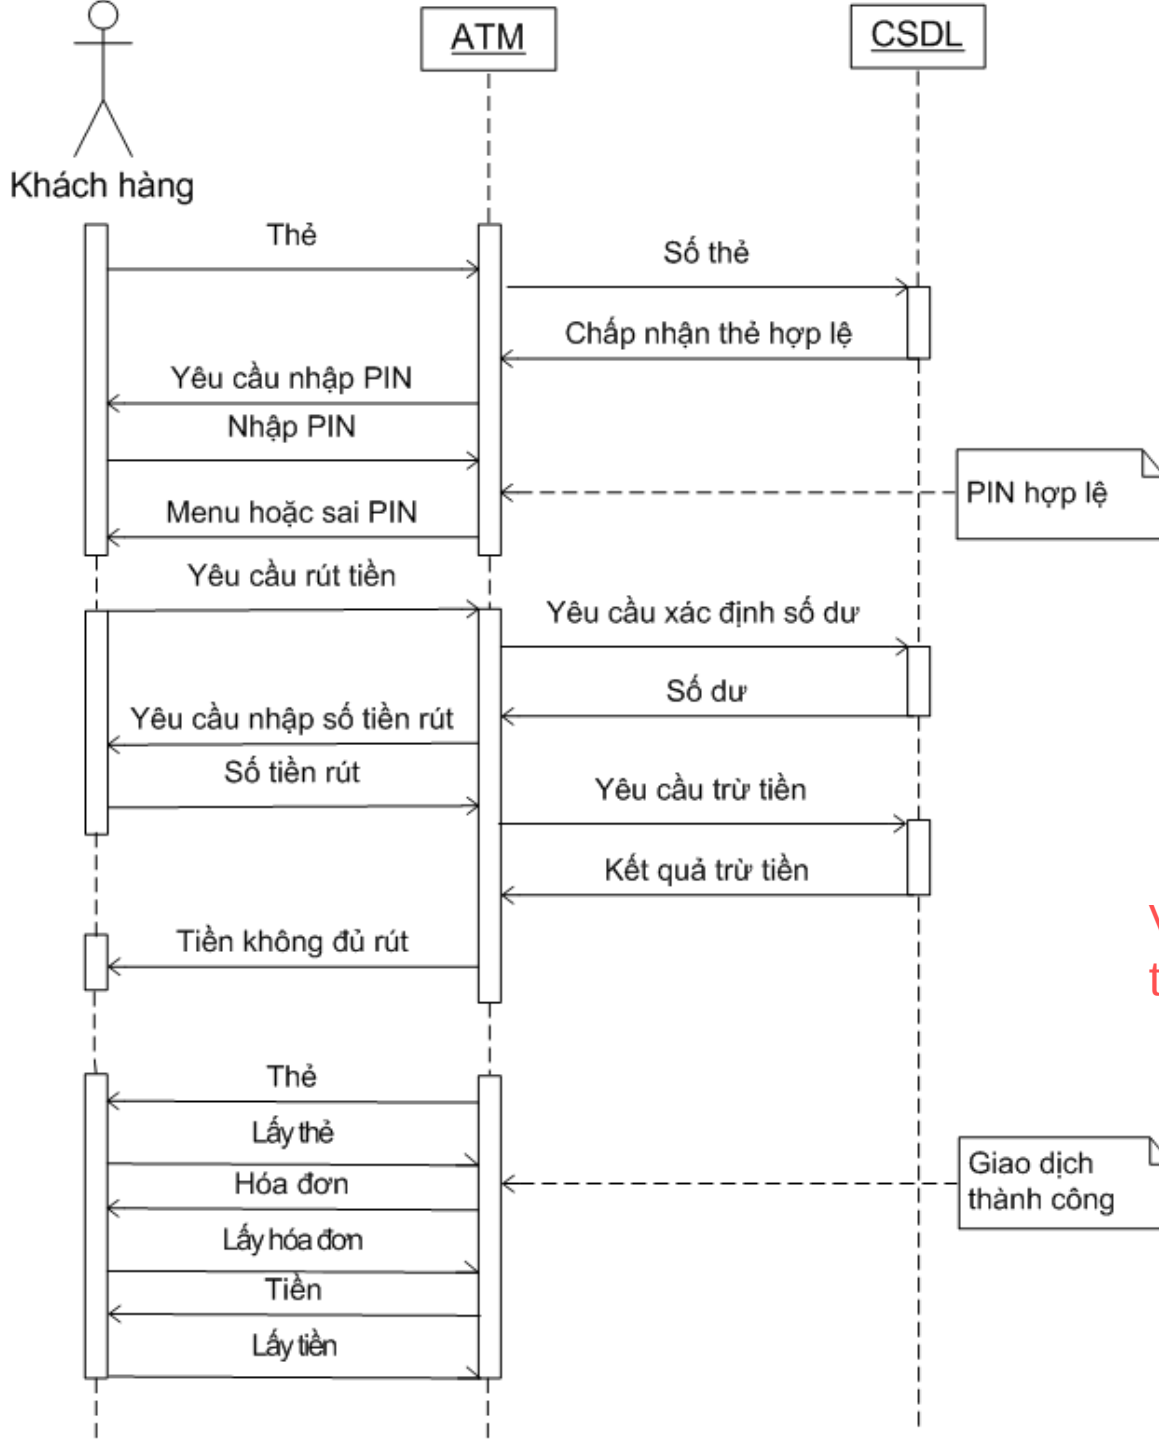 ATM
CSDL
Khách hàng
Thẻ
Số thẻ
Chấp nhận thẻ hợp lệ
Yêu cầu nhập PIN
Nhập PIN
PIN hợp lệ
Menu hoặc sai PIN
Yêu cầu rút tiền
Yêu cầu xác định số dư
Số dư
Yêu cầu nhập số tiền rút
Số tiền rút
Yêu cầu trừ tiền
Kết quả trừ tiền
Tiền không đủ rút
Thẻ
Lấy thẻ
Giao dịch
thành công
Hóa đơn
Lấy hóa đơn
Tiền
Lấy tiền